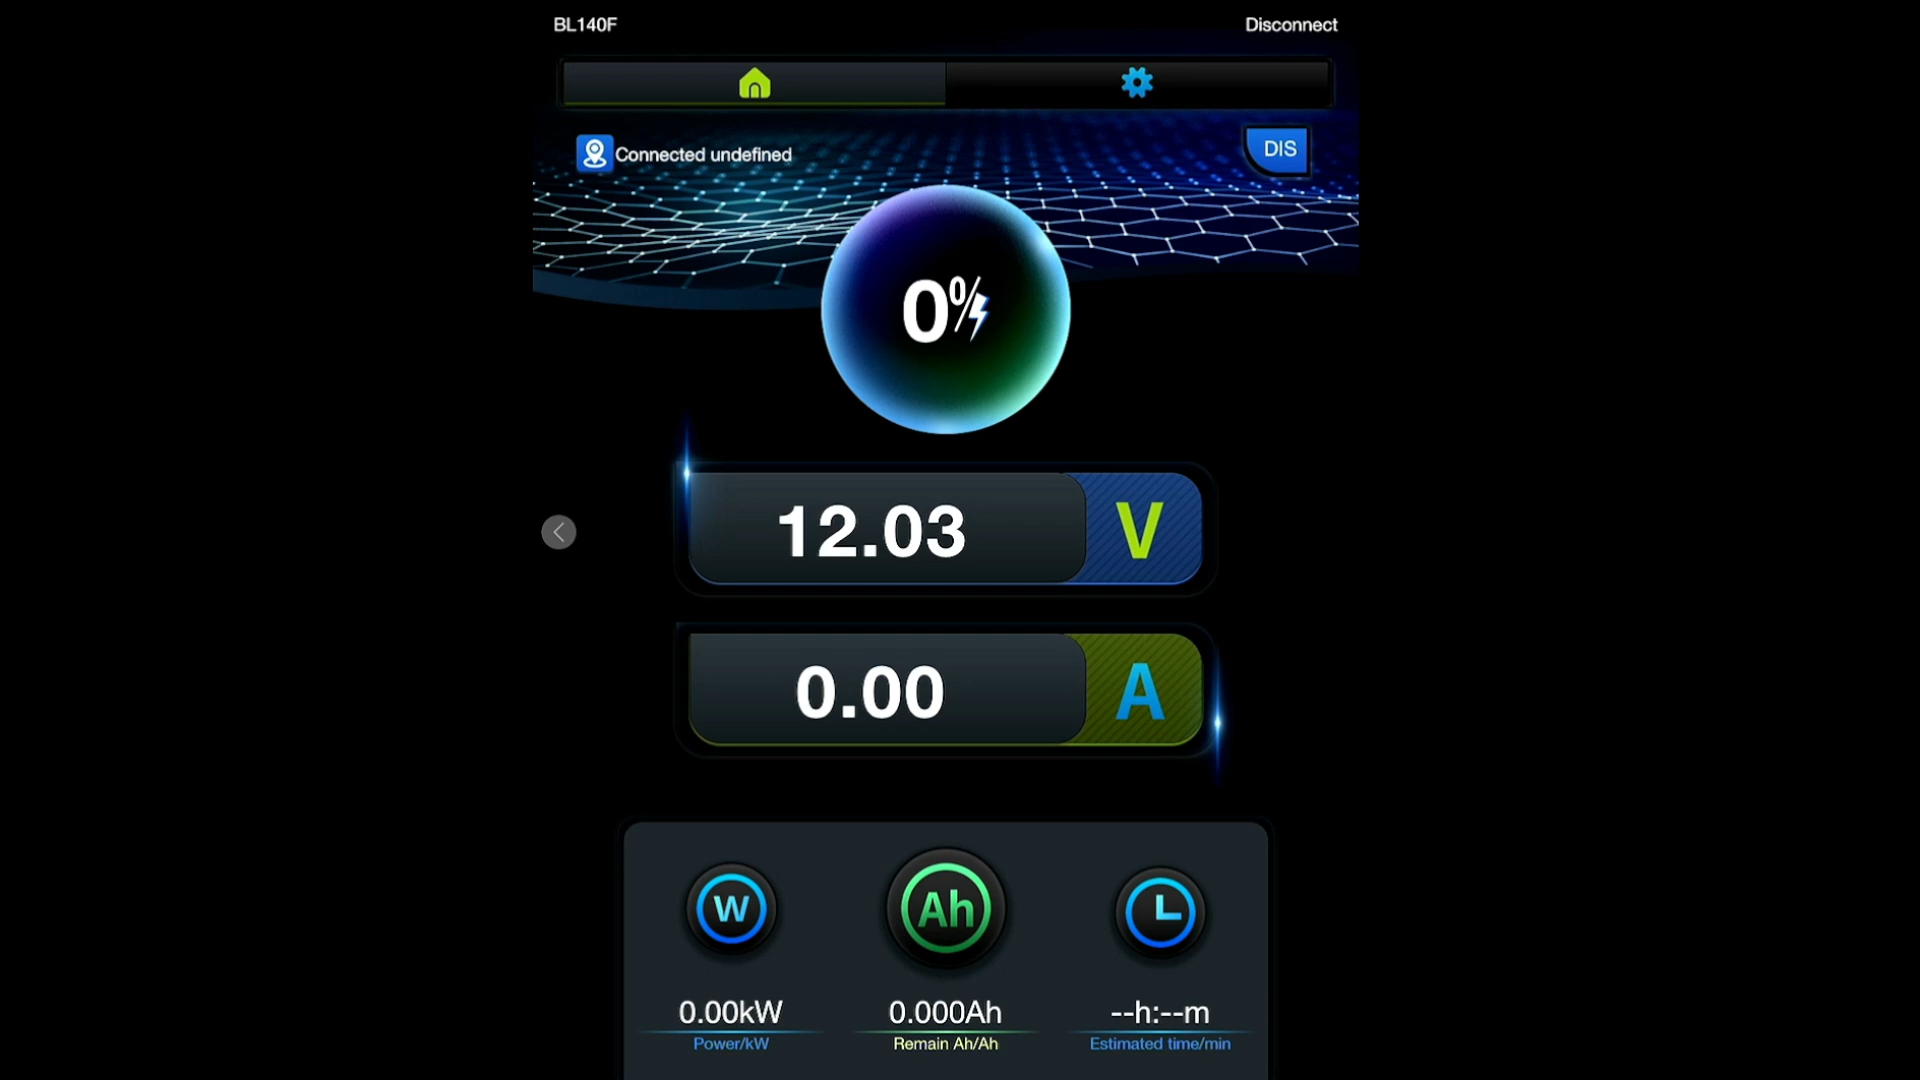 BL140F
Disconnect
Connected undefined
DIS
0%
12.03 V
0.00 A
W
Ah
0.00kW
0.000Ah
--h:--m
Power/kW
Remain Ah/Ah
Estimated time/min